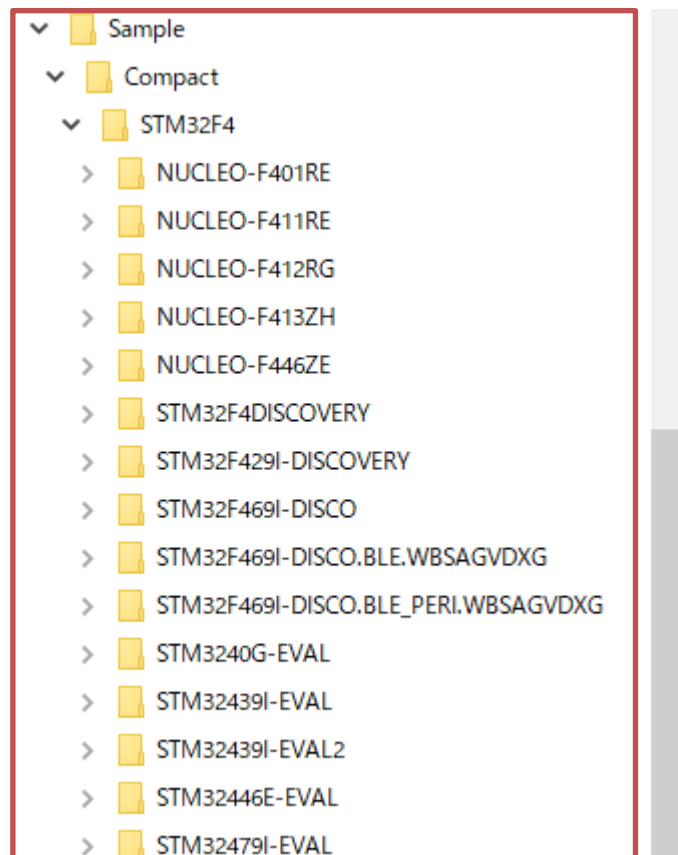 Sample
Compact
STM32F4
NUCLEO-F401RE
NUCLEO-F411RE
NUCLEO-F412RG
NUCLEO-F413ZH
NUCLEO-F446ZE
STM32F4DISCOVERY
STM32F429I-DISCOVERY
STM32F469I-DISCO
STM32F469I-DISCO.BLE.WBSAGVDXG
STM32F469I-DISCO.BLE_PERI.WBSAGVDXG
STM3240G-EVAL
STM32439I-EVAL
STM32439I-EVAL2
STM32446E-EVAL
STM32479I-EVAL